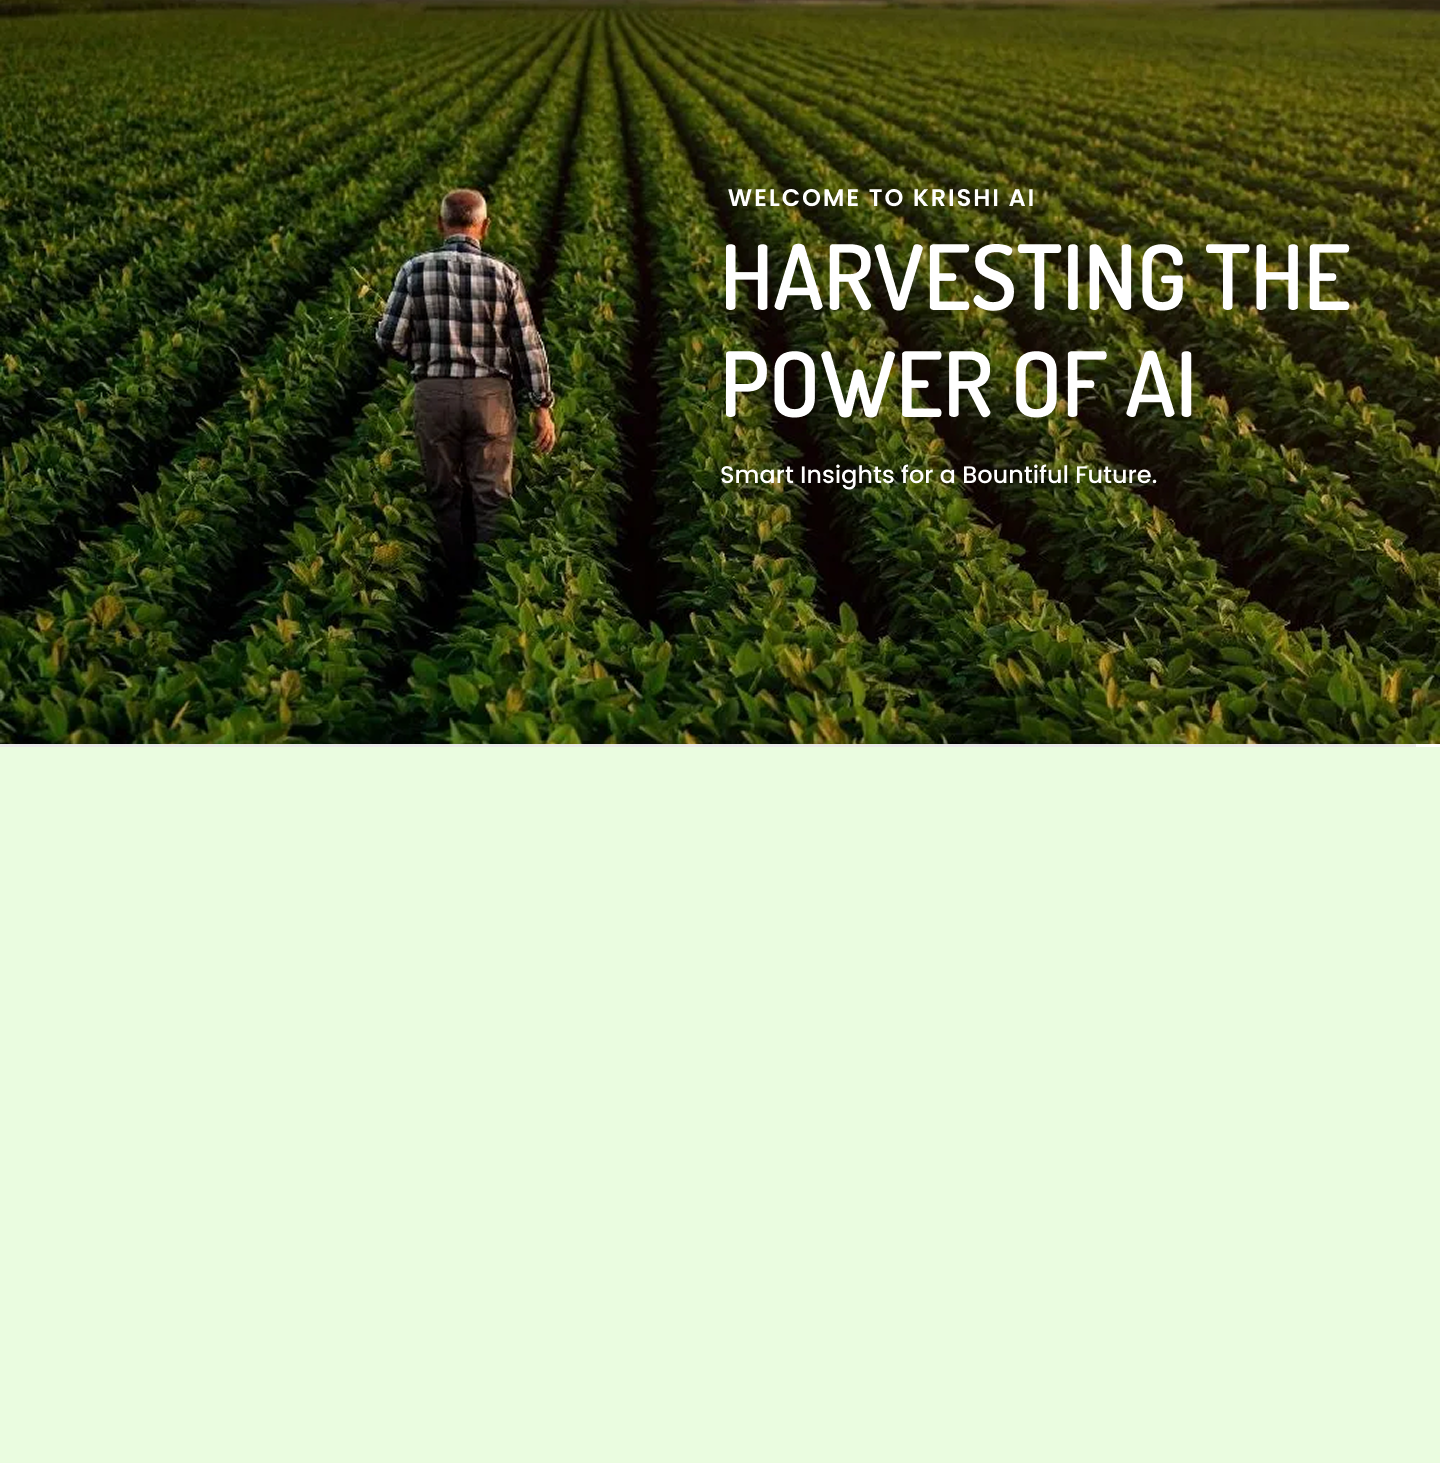 WELCOME TO KRISHI AI
HARVESTING THE
POWER OF AI
Smart Insights for a Bountiful Future.